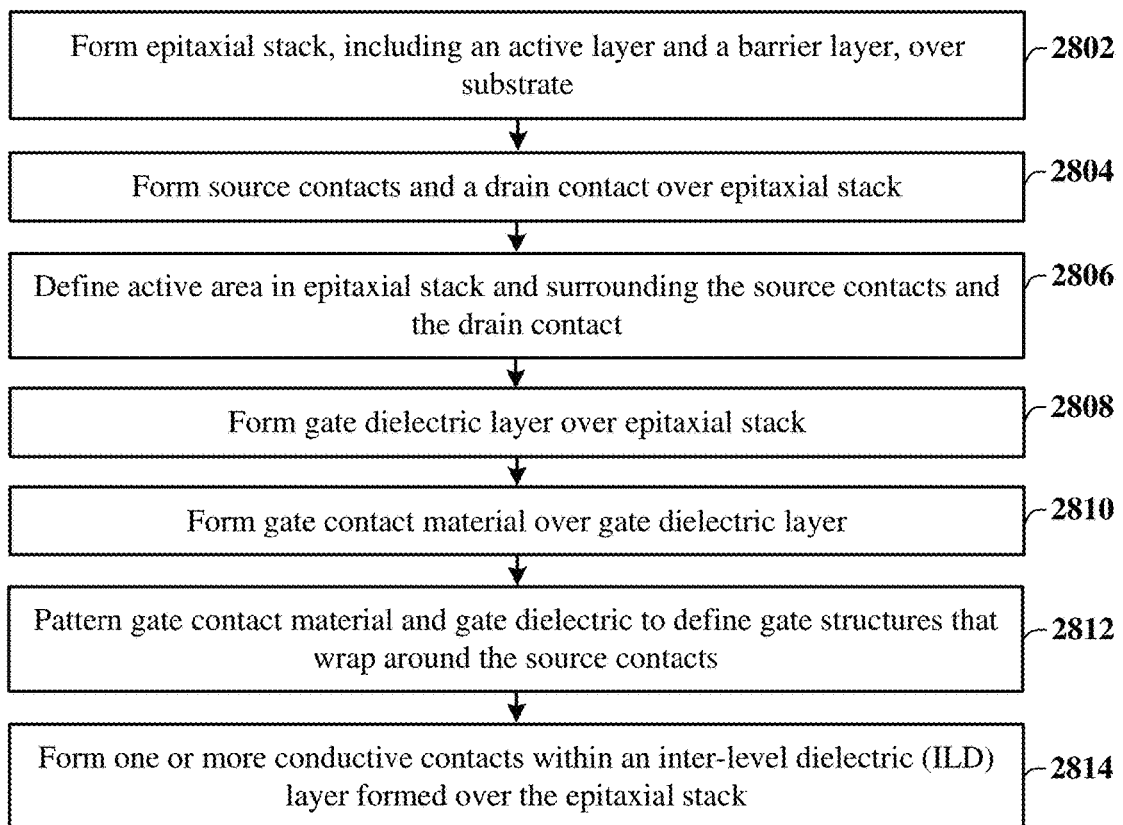 Form epitaxial stack, including an active layer and a barrier layer, over
substrate
2802
Form source contacts and a drain contact over epitaxial stack
2804
Define active area in epitaxial stack and surrounding the source contacts and
the drain contact
2806
Form gate dielectric layer over epitaxial stack
2808
Form gate contact material over gate dielectric layer
2810
Pattern gate contact material and gate dielectric to define gate structures that
wrap around the source contacts
2812
Form one or more conductive contacts within an inter-level dielectric (ILD)
layer formed over the epitaxial stack
2814